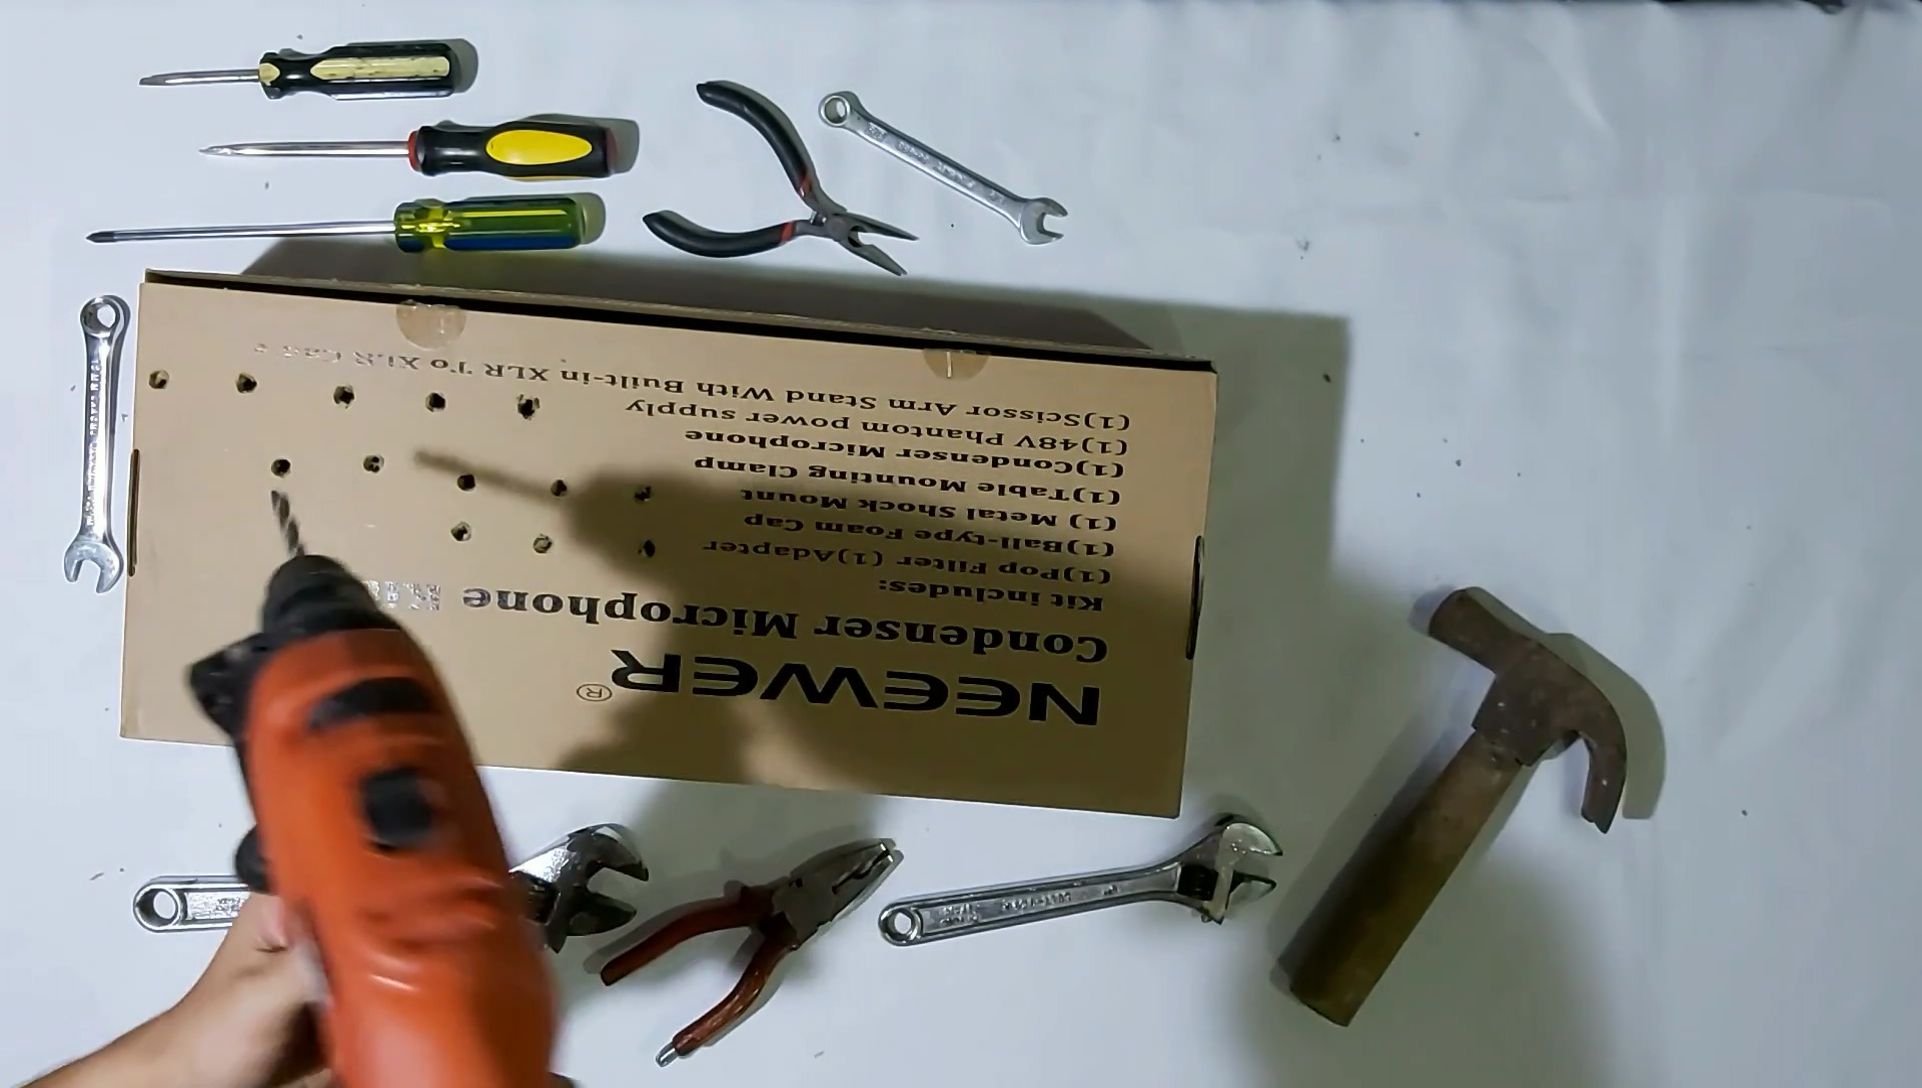 NEEWER®
Condenser Microphone
Kit includes:
(1)Pop Filter (1)Adapter
(1)Ball-type Foam Cap
(1) Metal Shock Mount
(1)Table Mounting Clamp
(1)Condenser Microphone
(1)48V Phantom power supply
(1)Scissor Arm Stand With Built-in XLR To XLR